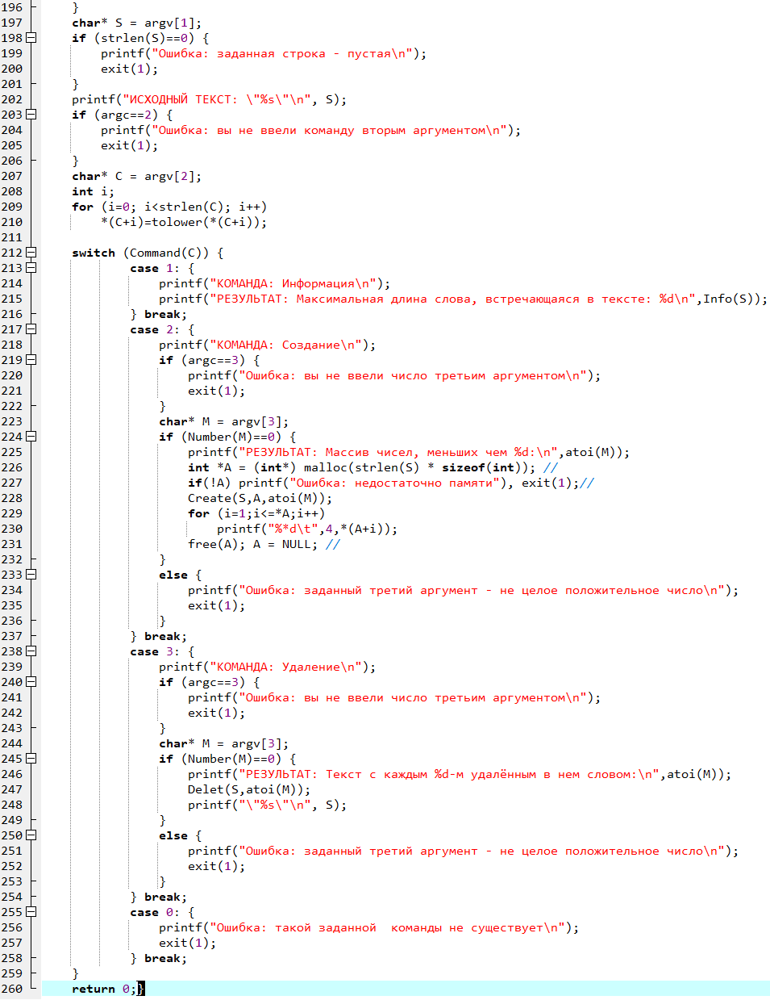 196 }
197 char* S = argv[1];
198 if (strlen(S)==0) {
199 printf("Ошибка: заданная строка - пустая\n");
200 exit(1);
201 }
202 printf("ИСХОДНЫЙ ТЕКСТ: \"%s\"\n", S);
203 if (argc==2) {
204 printf("Ошибка: вы не ввели команду вторым аргументом\n");
205 exit(1);
206 }
207 char* C = argv[2];
208 int i;
209 for (i=0; i<strlen(C); i++)
210 *(C+i)=tolower(*(C+i));
211
212 switch (Command(C)) {
213 case 1: {
214 printf("КОМАНДА: Информация\n");
215 printf("РЕЗУЛЬТАТ: Максимальная длина слова, встречающаяся в тексте: %d\n",Info(S));
216 } break;
217 case 2: {
218 printf("КОМАНДА: Создание\n");
219 if (argc==3) {
220 printf("Ошибка: вы не ввели число третьим аргументом\n");
221 exit(1);
222 }
223 char* M = argv[3];
224 if (Number(M)==0) {
225 printf("РЕЗУЛЬТАТ: Массив чисел, меньших чем %d:\n",atoi(M));
226 int *A = (int*) malloc(strlen(S) * sizeof(int)); //
227 if(!A) printf("Ошибка: недостаточно памяти"), exit(1);//
228 Create(S,A,atoi(M));
229 for (i=1;i<=*A;i++)
230 printf("%*d\t",4,*(A+i));
231 free(A); A = NULL; //
232 }
233 else {
234 printf("Ошибка: заданный третий аргумент - не целое положительное число\n");
235 exit(1);
236 }
237 } break;
238 case 3: {
239 printf("КОМАНДА: Удаление\n");
240 if (argc==3) {
241 printf("Ошибка: вы не ввели число третьим аргументом\n");
242 exit(1);
243 }
244 char* M = argv[3];
245 if (Number(M)==0) {
246 printf("РЕЗУЛЬТАТ: Текст с каждым %d-м удалённым в нем словом:\n",atoi(M));
247 Delet(S,atoi(M));
248 printf("\"%s\"\n", S);
249 }
250 else {
251 printf("Ошибка: заданный третий аргумент - не целое положительное число\n");
252 exit(1);
253 }
254 } break;
255 case 0: {
256 printf("Ошибка: такой заданной  команды не существует\n");
257 exit(1);
258 } break;
259 }
260 return 0;}